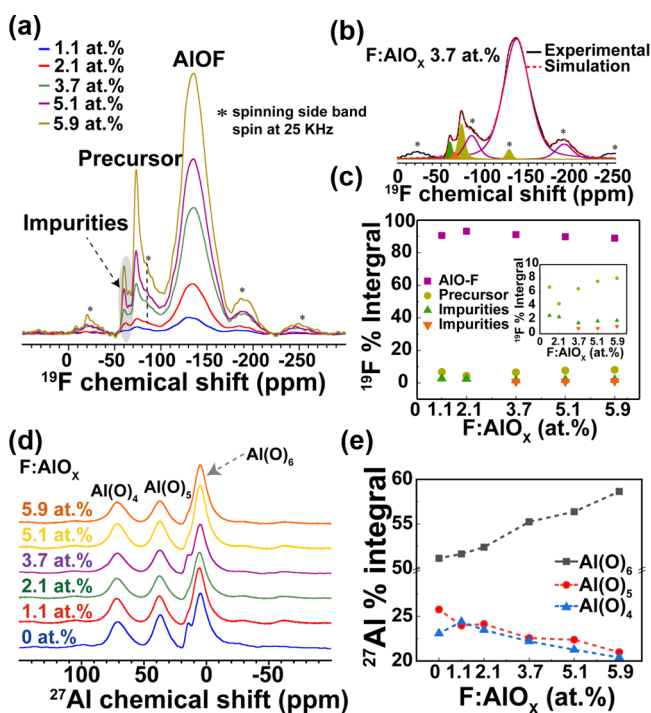 (a)
1.1 at.%
2.1 at.%
3.7 at.%
5.1 at.%
5.9 at.%
AlOF
* spinning side band
spin at 25 KHz
Precursor
Impurities
* * * *
0 -50 -100 -150 -200 -250
19F chemical shift (ppm)
(b)
F:AlOX 3.7 at.%
Experimental
Simulation
* * * * *
0 -50 -100 -150 -200 -250
19F chemical shift (ppm)
(c)
100
80
60
40
20
0
19F % Intergral
AlO-F
Precursor
Impurities
Impurities
10
8
6
4
2
0
19F % Integral
0 2.1 3.7 5.1 5.9
F:AlOX (at.%)
0 1.1 2.1 3.7 5.1 5.9
F:AlOX (at.%)
(d)
F:AlOX
Al(O)4
Al(O)5
Al(O)6
5.9 at.%
5.1 at.%
3.7 at.%
2.1 at.%
1.1 at.%
0 at.%
100 50 0 -50
27Al chemical shift (ppm)
(e)
60
55
50
25
20
27Al % integral
Al(O)6
Al(O)5
Al(O)4
0 1.1 2.1 3.7 5.1 5.9
F:AlOX (at.%)